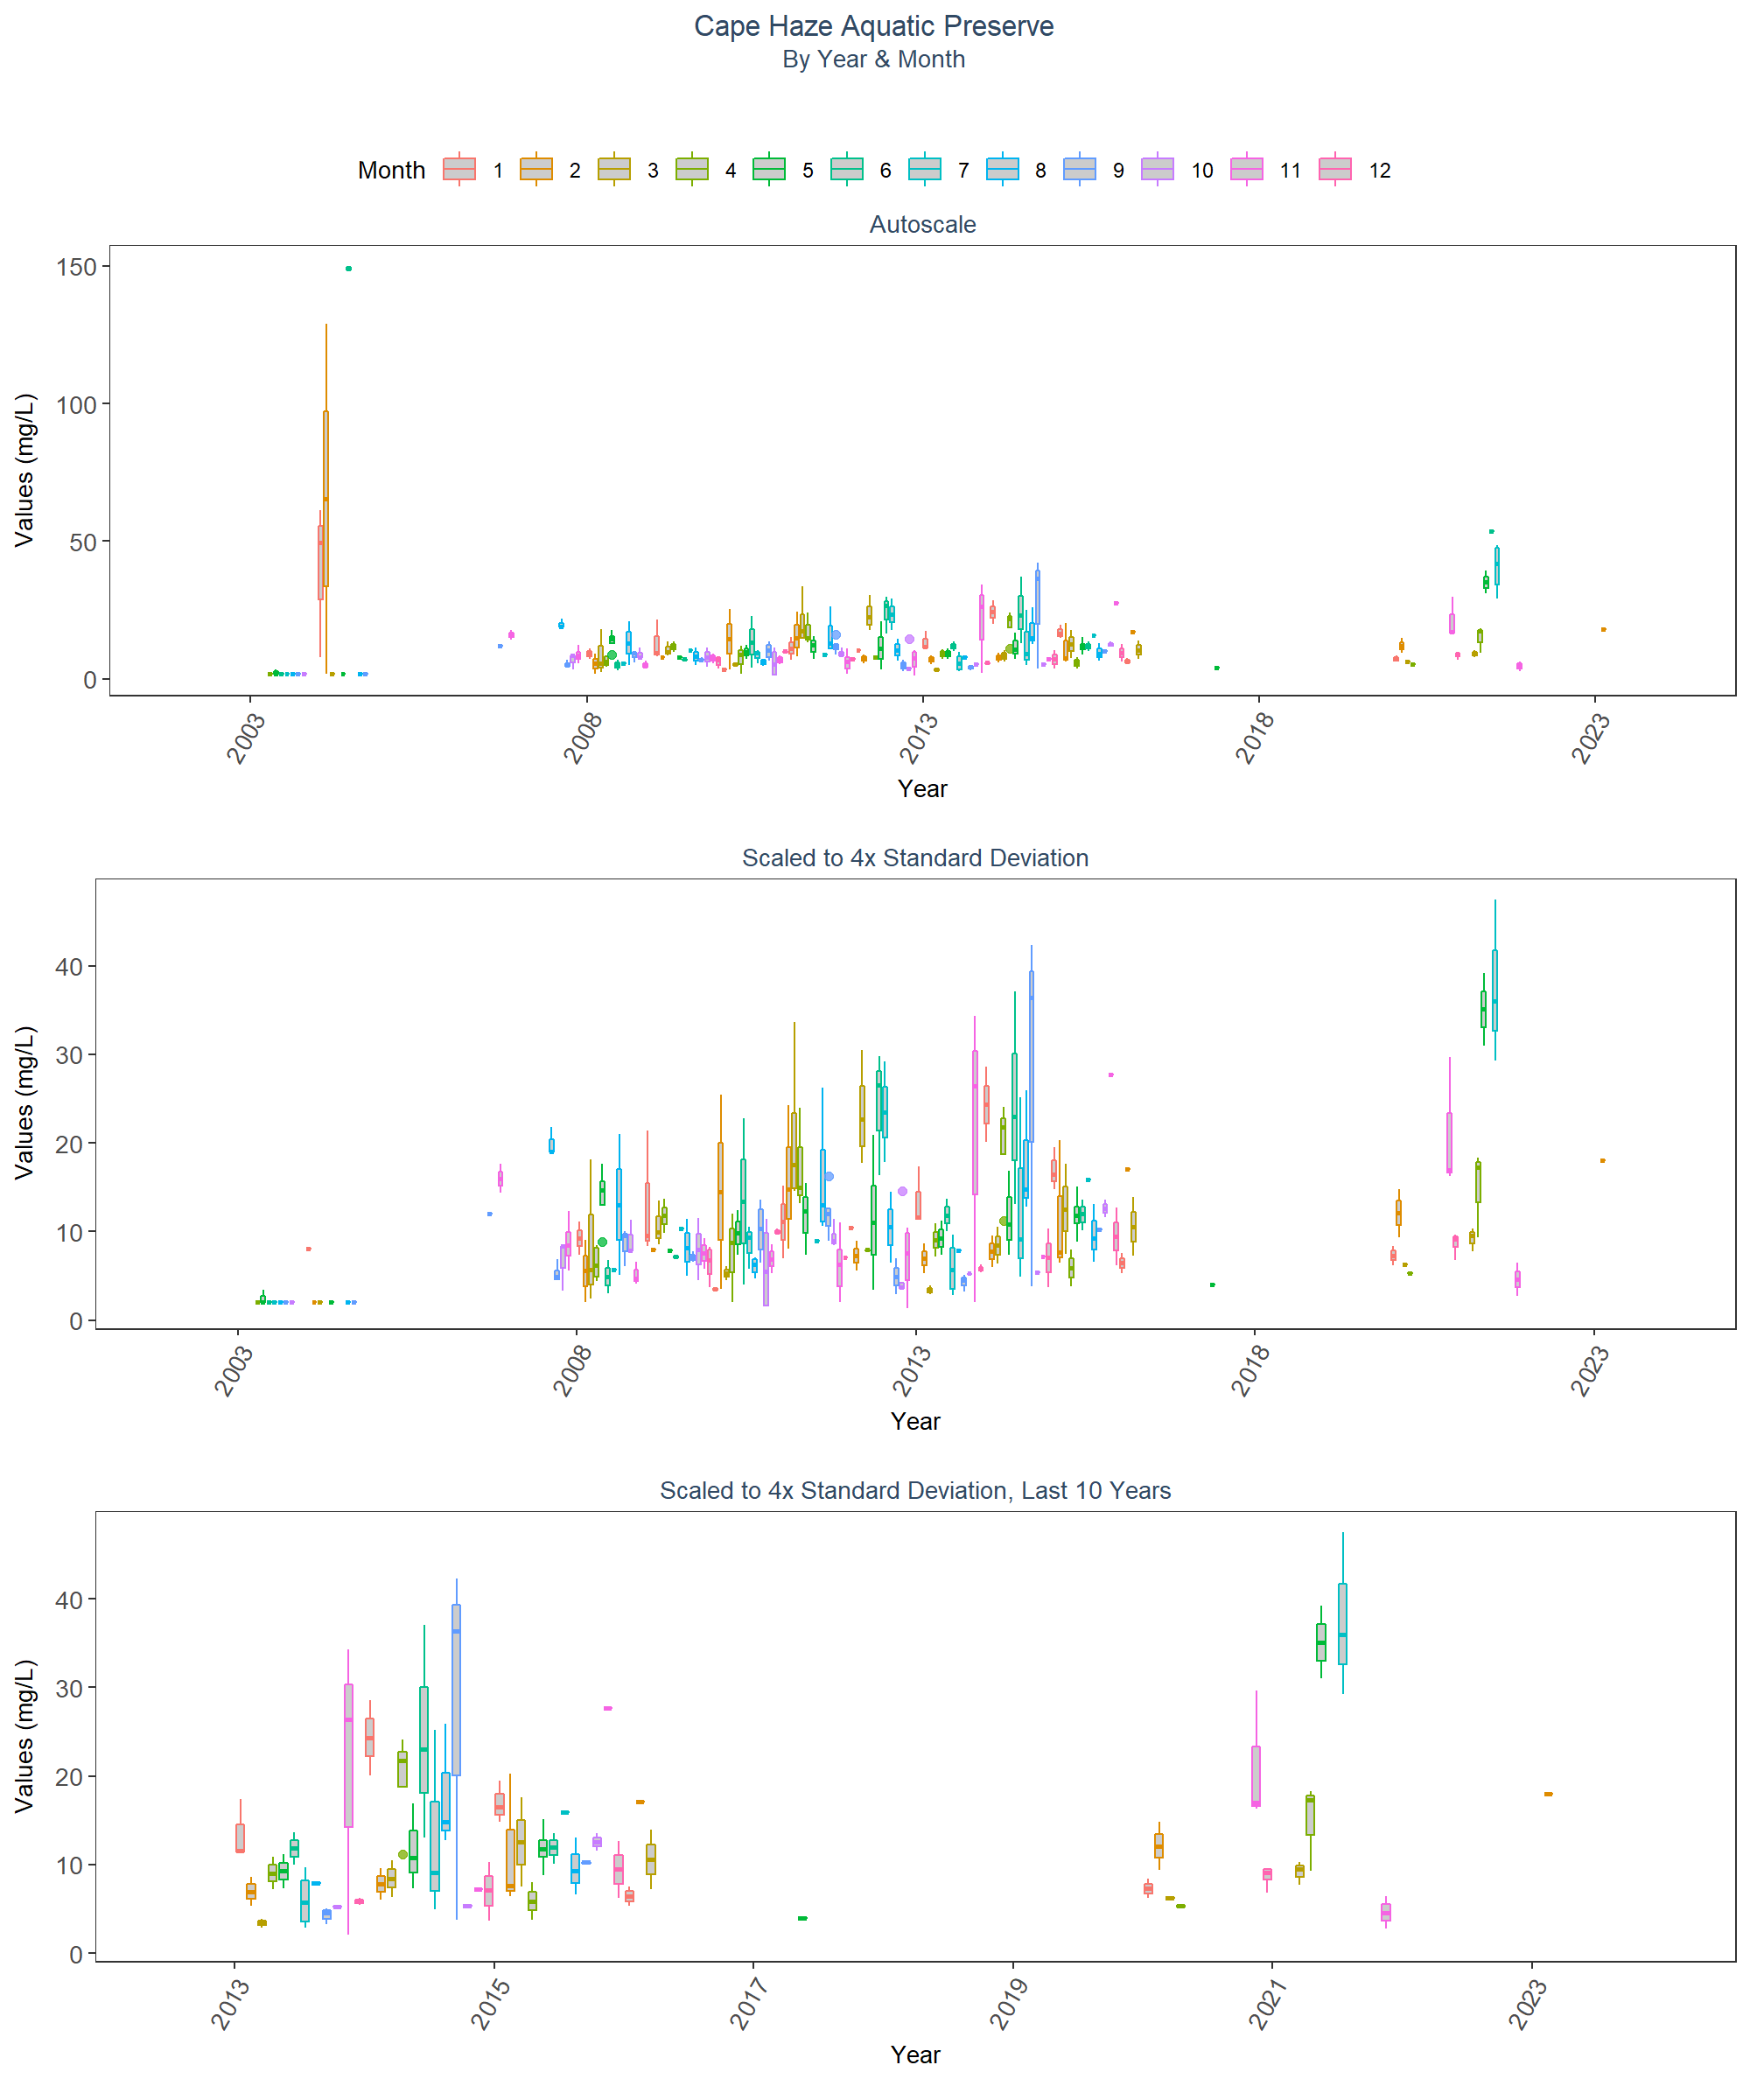 Cape Haze Aquatic Preserve
By Year & Month
Month 1 2 3 4 5 6 7 8 9 10 11 12
Autoscale
Values (mg/L)
150
100
50
0
2003 2008 2013 2018 2023
Year
Scaled to 4x Standard Deviation
Values (mg/L)
40
30
20
10
0
2003 2008 2013 2018 2023
Year
Scaled to 4x Standard Deviation, Last 10 Years
Values (mg/L)
40
30
20
10
0
2013 2015 2017 2019 2021 2023
Year